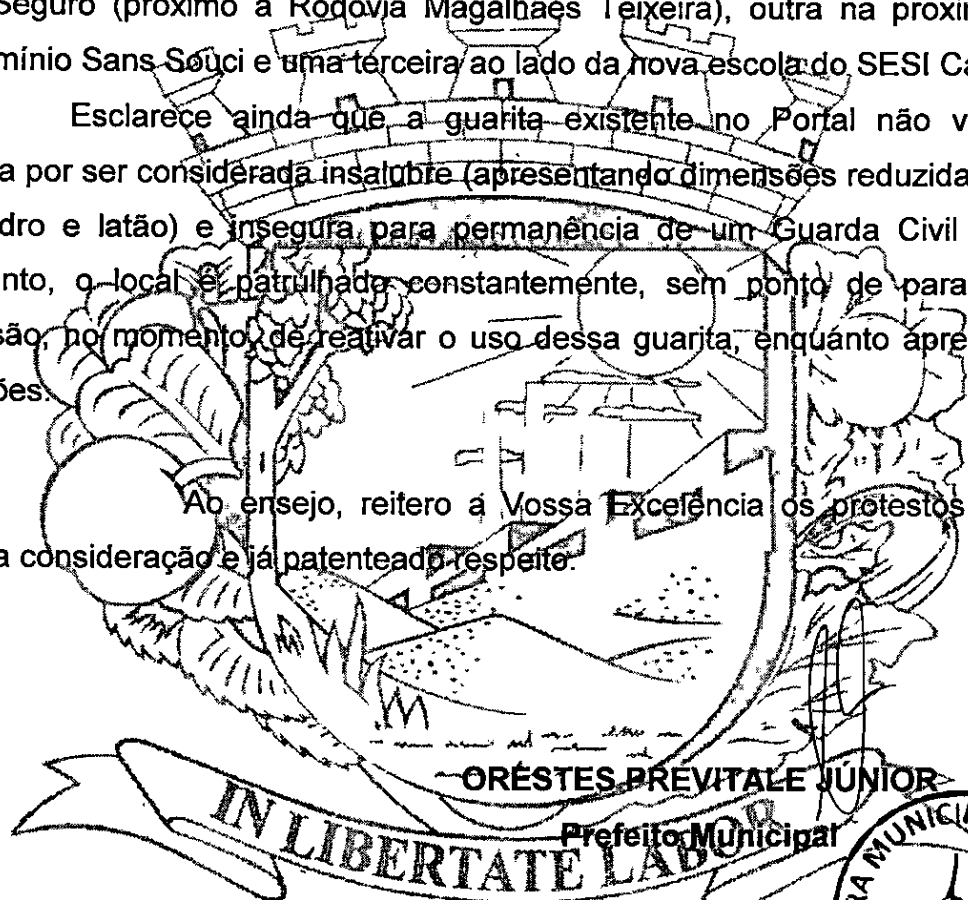 Seguro (próximo à Rodovia Magalhães Teixeira), outra na proxin
mínio Sans Souci e uma terceira ao lado da nova escola do SESI Ca
Esclarece ainda que a guarita existente no Portal não v
a por ser considerada insalubre (apresentando dimensões reduzida
dro e latão) e insegura para permanência de um Guarda Civil
nto, o local é patrulhado constantemente, sem ponto de para
são, no momento, de reativar o uso dessa guarita, enquanto apre
ões.
Ao ensejo, reitero a Vossa Excelência os protestos
a consideração e já patenteado respeito.
ORESTES PREVITALE JÚNIOR
Prefeito Municipal
IN LIBERTATE LABOR
RA MUNICI